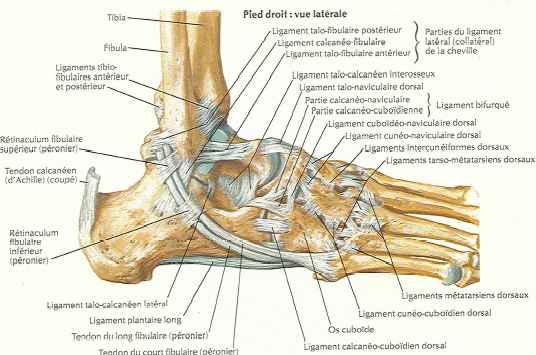 Pied droit : vue latérale
Tibia
Fibula
Ligaments tibio-
fibulaires antérieur
et postérieur
Rétinaculum fibulaire
supérieur (péronier)
Tendon calcanéen
(d'Achille) (coupé)
Rétinaculum
fibulaire
inférieur
(péronier)
Ligament talo-calcanéen latéral
Ligament plantaire long
Tendon du long fibulaire (péronier)
Tendon du court fibulaire (péronier)
Ligament talo-fibulaire postérieur
Ligament calcanéo-fibulaire
Ligament talo-fibulaire antérieur
Parties du ligament
latéral (collatéral)
de la cheville
Ligament talo-calcanéen interosseux
Ligament talo-naviculaire dorsal
Partie calcanéo-naviculaire
Partie calcanéo-cuboïdienne
Ligament bifurqué
Ligament cuboïdéo-naviculaire dorsal
Ligament cunéo-naviculaire dorsal
Ligaments intercunéiformes dorsaux
Ligaments tarso-métatarsiens dorsaux
Ligaments métatarsiens dorsaux
Ligament cunéo-cuboïdien dorsal
Os cuboïde
Ligament calcanéo-cuboïdien dorsal